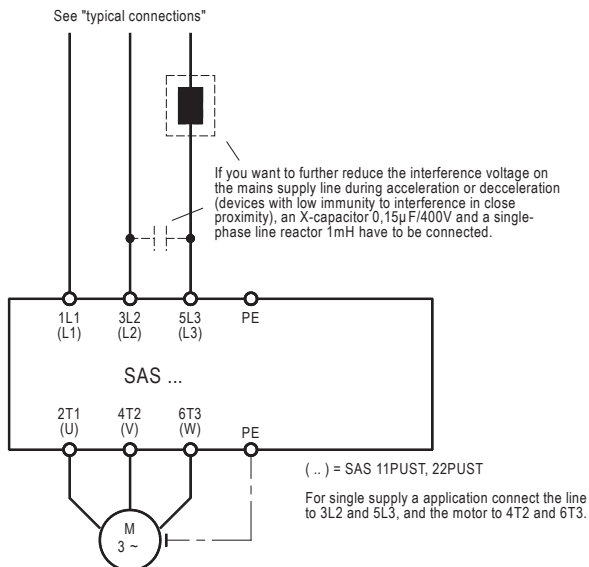 See "typical connections"
If you want to further reduce the interference voltage on
the mains supply line during acceleration or decceleration
(devices with low immunity to interference in close
proximity), an X-capacitor 0,15µF/400V and a single-
phase line reactor 1mH have to be connected.
1L1 3L2 5L3 PE
(L1) (L2) (L3)
SAS ...
2T1 4T2 6T3
(U) (V) (W) PE
( .. ) = SAS 11PUST, 22PUST
For single supply a application connect the line
to 3L2 and 5L3, and the motor to 4T2 and 6T3.
M
3 ~